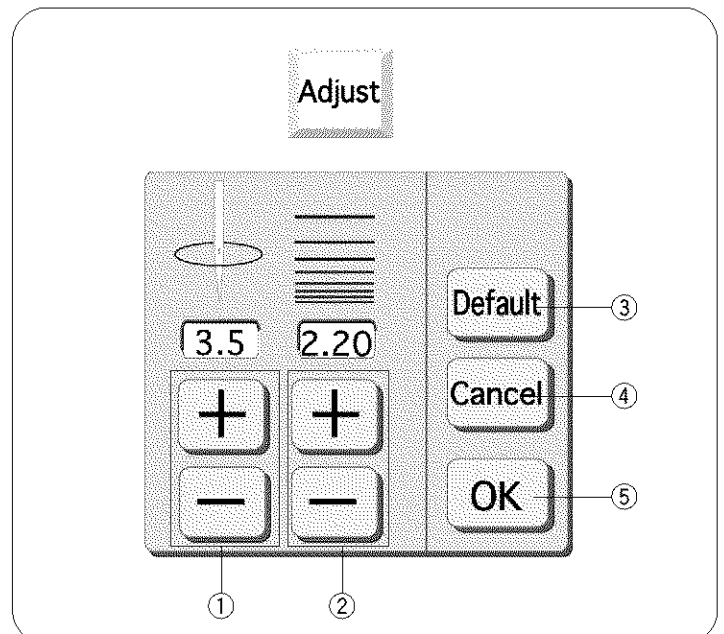 Adjust
3.5 2.20
Default ③
Cancel ④
+ +
− −
OK ⑤
① ②